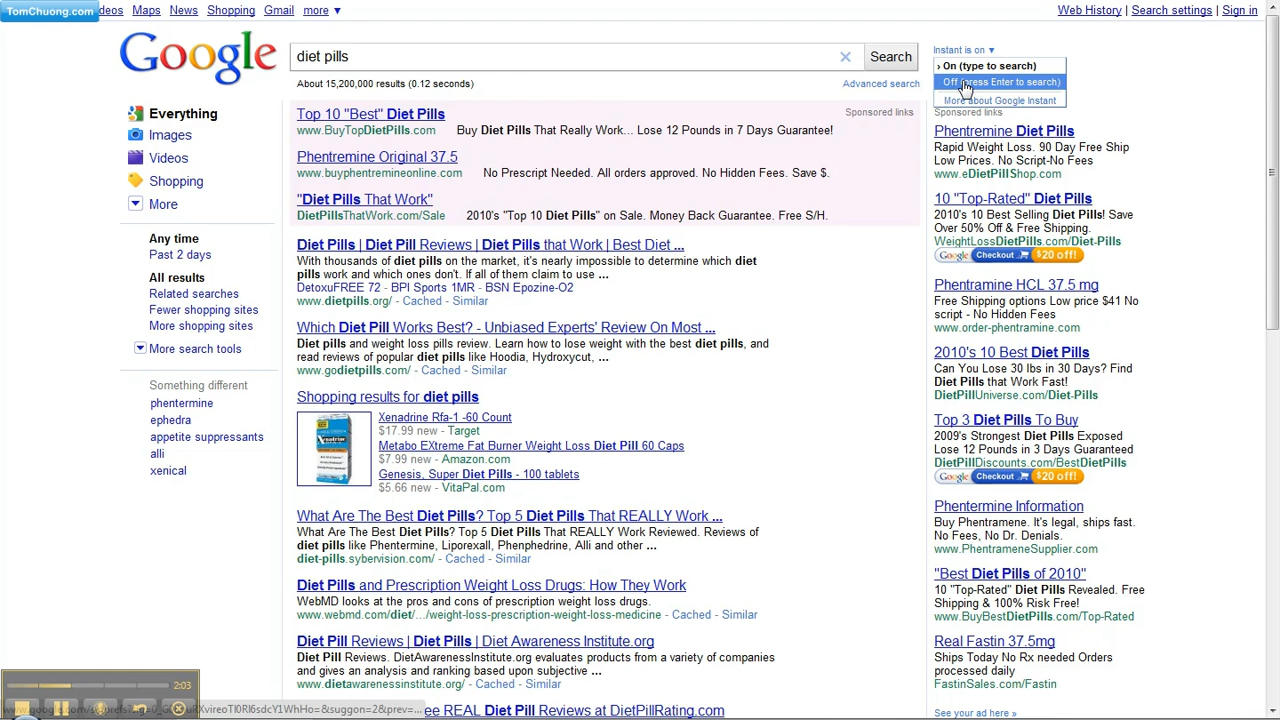 TomChuong.com
deos Maps News Shopping Gmail more ▼
Web History | Search settings | Sign in
Google
diet pills
Search
Instant is on ▼
› On (type to search)
Off (press Enter to search)
More about Google Instant
About 15,200,000 results (0.12 seconds)
Advanced search
Everything
Images
Videos
Shopping
More
Any time
Past 2 days
All results
Related searches
Fewer shopping sites
More shopping sites
More search tools
Something different
phentermine
ephedra
appetite suppressants
alli
xenical
Sponsored links
Top 10 "Best" Diet Pills
www.BuyTopDietPills.com Buy Diet Pills That Really Work... Lose 12 Pounds in 7 Days Guaranteed.
Phentremine Original 37.5
www.buyphentremineonline.com No Prescript Needed. All orders approved. No Hidden Fees. Save $.
"Diet Pills That Work"
DietPillsThatWork.com/Sale 2010's "Top 10 Diet Pills" on Sale. Money Back Guarantee. Free S/H.
Diet Pills | Diet Pill Reviews | Diet Pills that Work | Best Diet ...
With thousands of diet pills on the market, it's nearly impossible to determine which diet
pills work and which ones don't. If all of them claim to use ...
DetoxuFREE 72 - BPI Sports 1MR - BSN Epozine-O2
www.dietpills.org/ - Cached - Similar
Which Diet Pill Works Best? - Unbiased Experts' Review On Most ...
Diet pills and weight loss pills review. Learn how to lose weight with the best diet pills, and
read reviews of popular diet pills like Hoodia, Hydroxycut, ...
www.godietpills.com/ - Cached - Similar
Shopping results for diet pills
Xenadrine Rfa-1 -60 Count
$17.99 new - Target
Metabo EXtreme Fat Burner Weight Loss Diet Pill 60 Caps
$7.99 new - Amazon.com
Genesis, Super Diet Pills - 100 tablets
$5.66 new - VitaPal.com
What Are The Best Diet Pills? Top 5 Diet Pills That REALLY Work ...
What Are The Best Diet Pills? Top 5 Diet Pills That REALLY Work Reviewed. Reviews of
diet pills like Phentermine, Liporexall, Phenphedrine, Alli and other ...
diet-pills.sybervision.com/ - Cached - Similar
Diet Pills and Prescription Weight Loss Drugs: How They Work
WebMD looks at the pros and cons of prescription weight loss drugs.
www.webmd.com/diet/.../weight-loss-prescription-weight-loss-medicine - Cached - Similar
Diet Pill Reviews | Diet Pills | Diet Awareness Institute.org
Diet Pill Reviews. DietAwarenessInstitute.org evaluates products from a variety of companies
and gives an analysis and ranking based upon subjective ...
www.dietawarenessinstitute.org/ - Cached - Similar
ee REAL Diet Pill Reviews at DietPillRating.com
Sponsored links
Phentremine Diet Pills
Rapid Weight Loss. 90 Day Free Ship
Low Prices. No Script-No Fees
www.eDietPillShop.com
10 "Top-Rated" Diet Pills
2010's 10 Best Selling Diet Pills! Save
Over 50% Off & Free Shipping.
WeightLossDietPills.com/Diet-Pills
Google Checkout $20 off!
Phentramine HCL 37.5 mg
Free Shipping options Low price $41 No
script - No Hidden Fees
www.order-phentramine.com
2010's 10 Best Diet Pills
Can You Lose 30 lbs in 30 Days? Find
Diet Pills that Work Fast!
DietPillUniverse.com/Diet-Pills
Top 3 Diet Pills To Buy
2009's Strongest Diet Pills Exposed
Lose 12 Pounds in 3 Days Guaranteed
DietPillDiscounts.com/BestDietPills
Google Checkout $20 off!
Phentermine Information
Buy Phentramene. It's legal, ships fast.
No Fees, No Dr. Denials.
www.PhentrameneSupplier.com
"Best Diet Pills of 2010"
10 "Top-Rated" Diet Pills Revealed. Free
Shipping & 100% Risk Free!
www.BuyBestDietPills.com/Top-Rated
Real Fastin 37.5mg
Ships Today No Rx needed Orders
processed daily
FastinSales.com/Fastin
See your ad here »
2:03